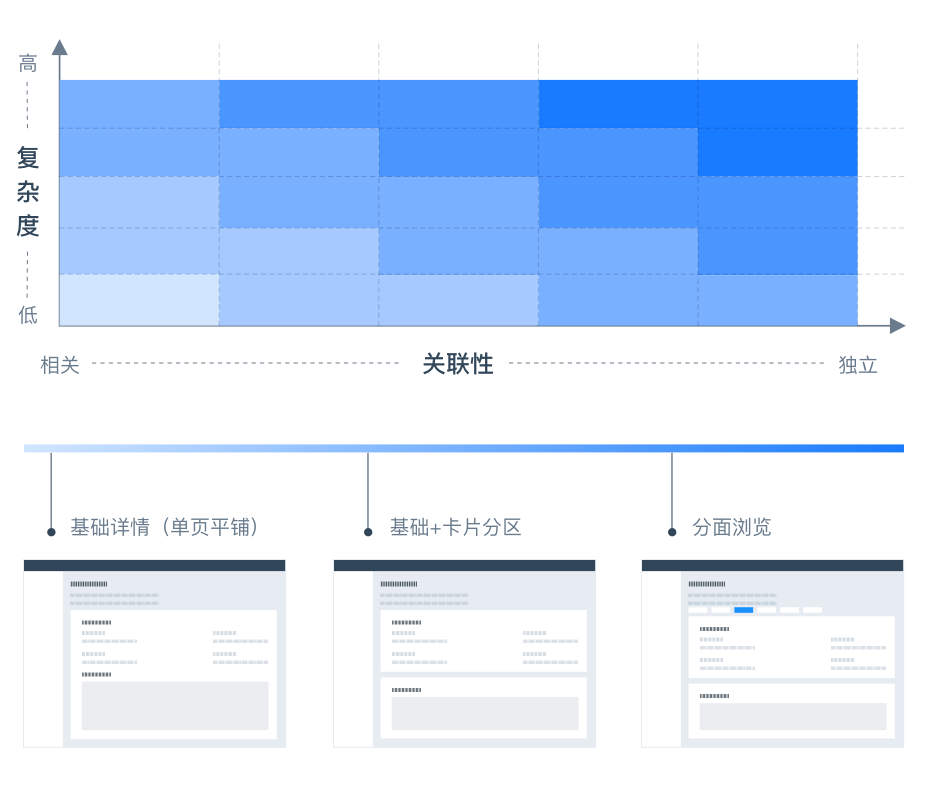 高
复
杂
度
低
相关
关联性
独立
基础详情（单页平铺）
基础+卡片分区
分面浏览